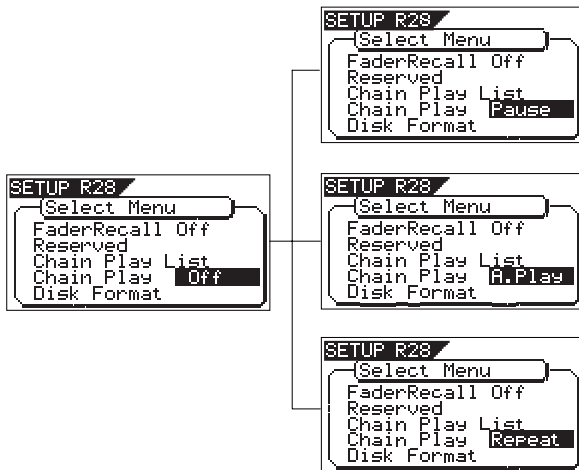 SETUP R28
Select Menu
FaderRecall Off
Reserved
Chain Play List
Chain Play Off
Disk Format
SETUP R28
Select Menu
FaderRecall Off
Reserved
Chain Play List
Chain Play Pause
Disk Format
SETUP R28
Select Menu
FaderRecall Off
Reserved
Chain Play List
Chain Play A.Play
Disk Format
SETUP R28
Select Menu
FaderRecall Off
Reserved
Chain Play List
Chain Play Repeat
Disk Format